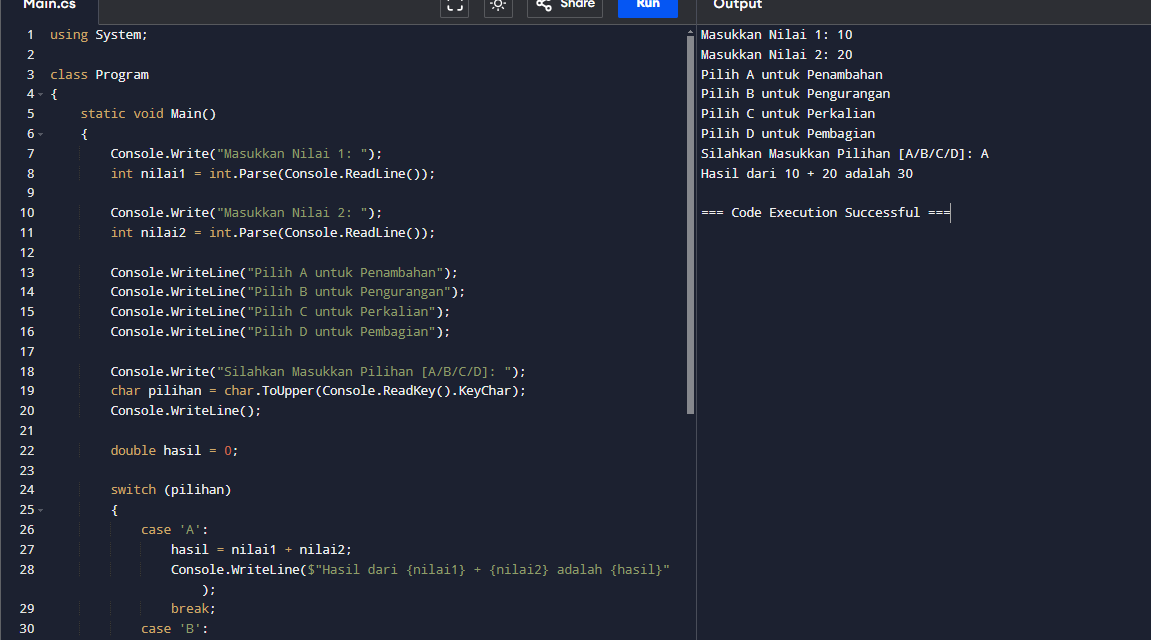 Main.cs
Share
Run
Output
1 using System;
2
3 class Program
4 {
5 static void Main()
6 {
7 Console.Write("Masukkan Nilai 1: ");
8 int nilai1 = int.Parse(Console.ReadLine());
9
10 Console.Write("Masukkan Nilai 2: ");
11 int nilai2 = int.Parse(Console.ReadLine());
12
13 Console.WriteLine("Pilih A untuk Penambahan");
14 Console.WriteLine("Pilih B untuk Pengurangan");
15 Console.WriteLine("Pilih C untuk Perkalian");
16 Console.WriteLine("Pilih D untuk Pembagian");
17
18 Console.Write("Silahkan Masukkan Pilihan [A/B/C/D]: ");
19 char pilihan = char.ToUpper(Console.ReadKey().KeyChar);
20 Console.WriteLine();
21
22 double hasil = 0;
23
24 switch (pilihan)
25 {
26 case 'A':
27 hasil = nilai1 + nilai2;
28 Console.WriteLine($"Hasil dari {nilai1} + {nilai2} adalah {hasil}"
);
29 break;
30 case 'B':
Masukkan Nilai 1: 10
Masukkan Nilai 2: 20
Pilih A untuk Penambahan
Pilih B untuk Pengurangan
Pilih C untuk Perkalian
Pilih D untuk Pembagian
Silahkan Masukkan Pilihan [A/B/C/D]: A
Hasil dari 10 + 20 adalah 30
=== Code Execution Successful ===